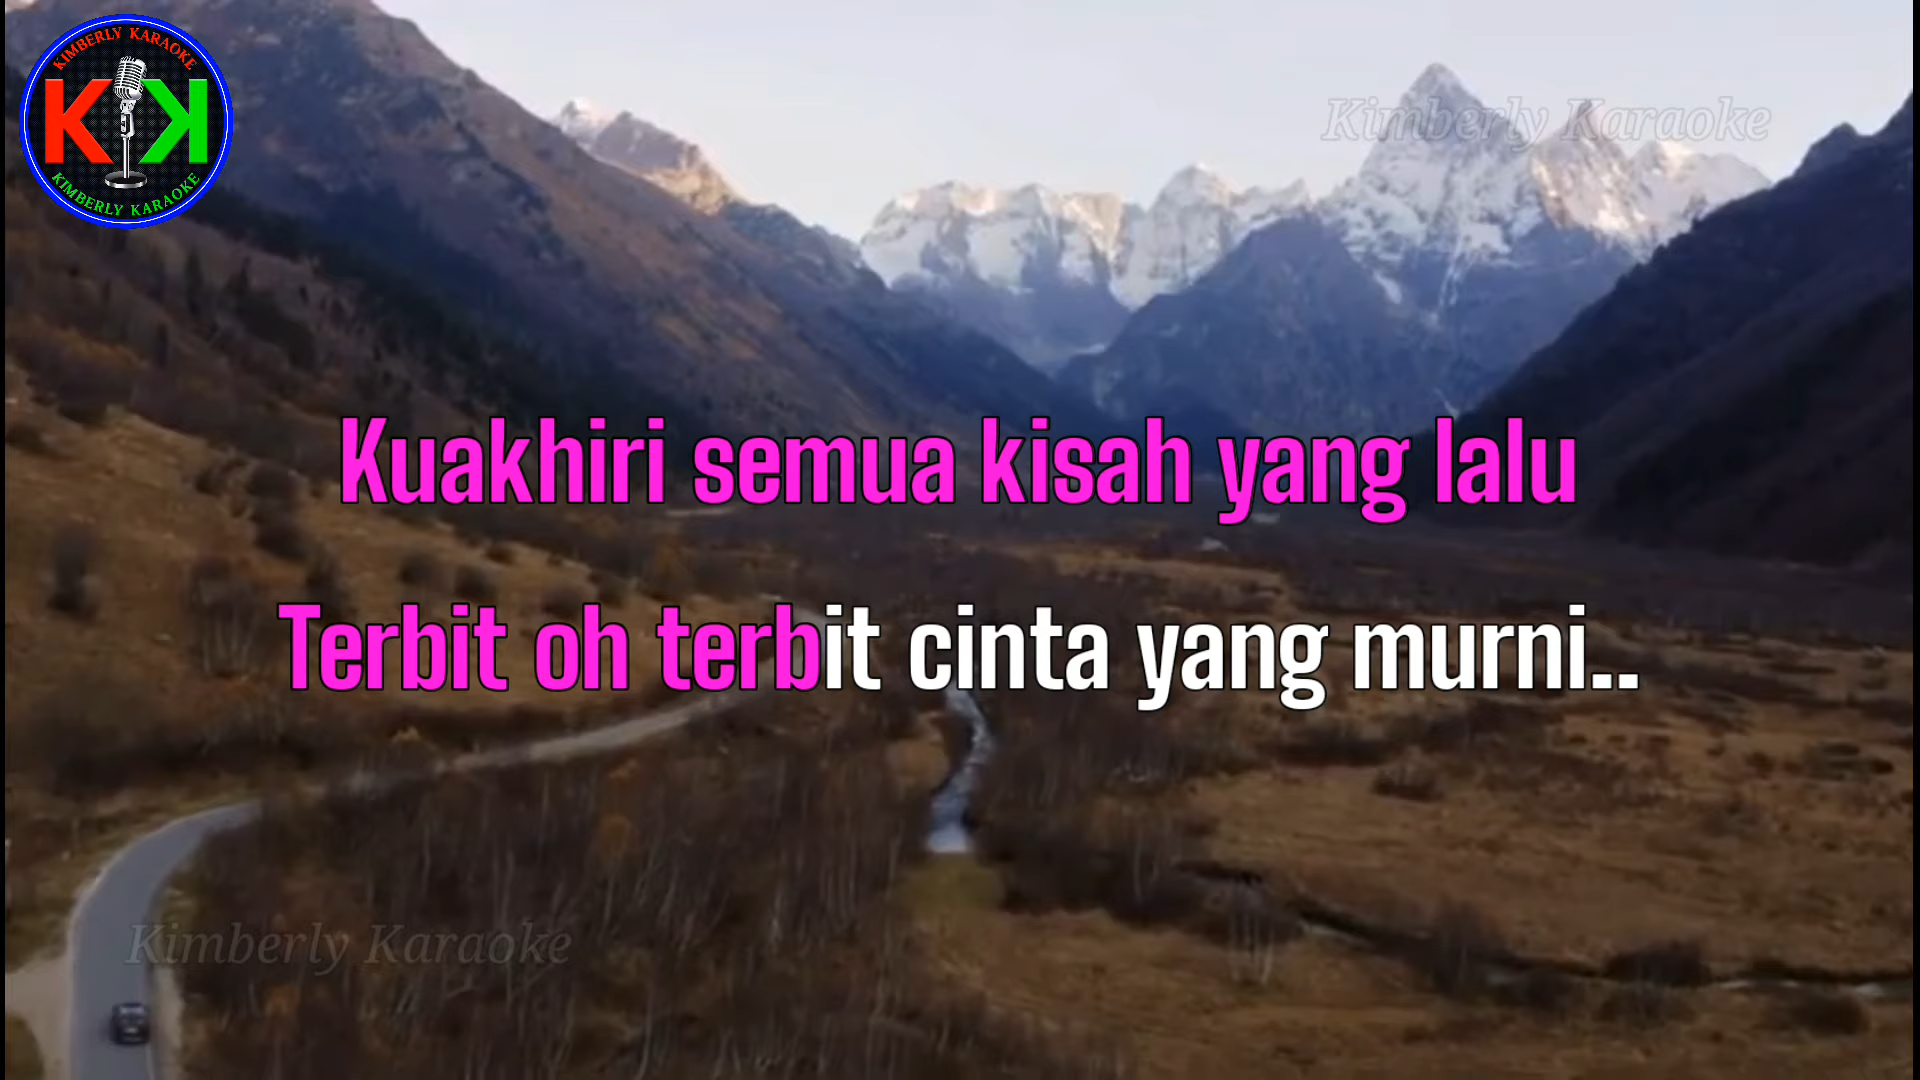 KIMBERLY KARAOKE
KK
KIMBERLY KARAOKE
Kimberly Karaoke
Kuakhiri semua kisah yang lalu
Terbit oh terbit cinta yang murni..
Kimberly Karaoke